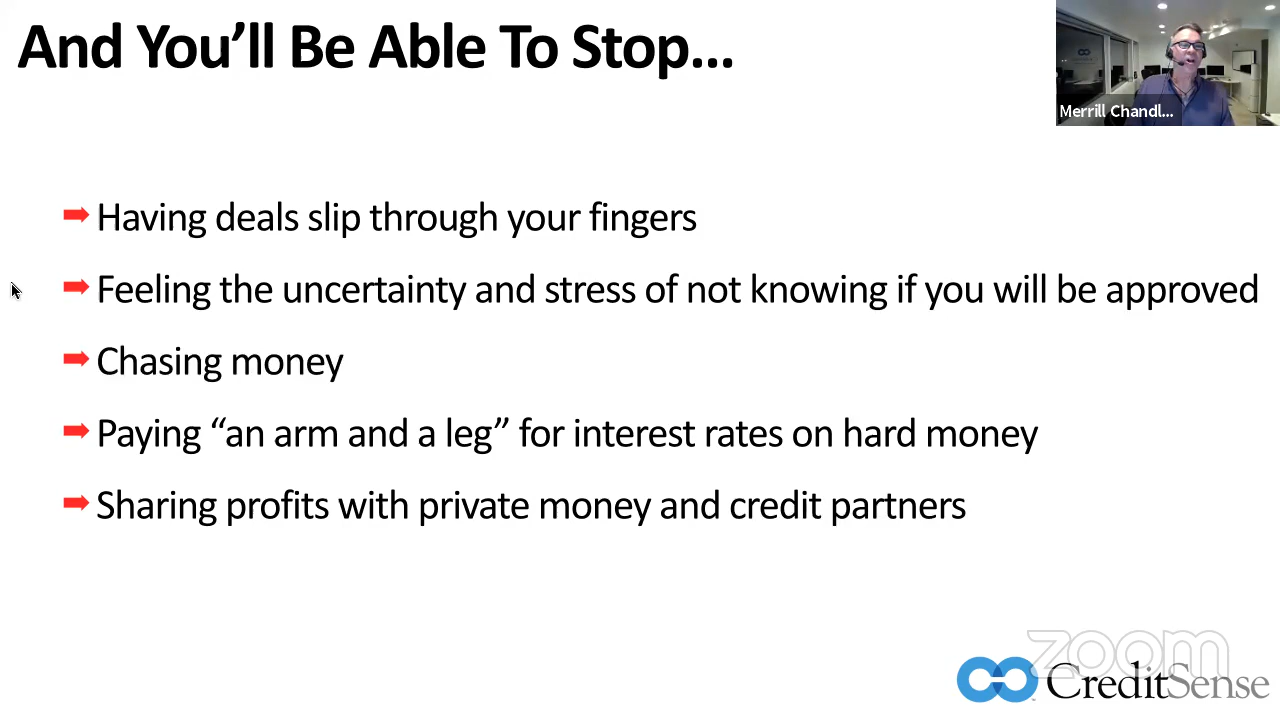 And You’ll Be Able To Stop...
Merrill Chandl...
Having deals slip through your fingers
Feeling the uncertainty and stress of not knowing if you will be approved
Chasing money
Paying “an arm and a leg” for interest rates on hard money
Sharing profits with private money and credit partners
zoom
CreditSense